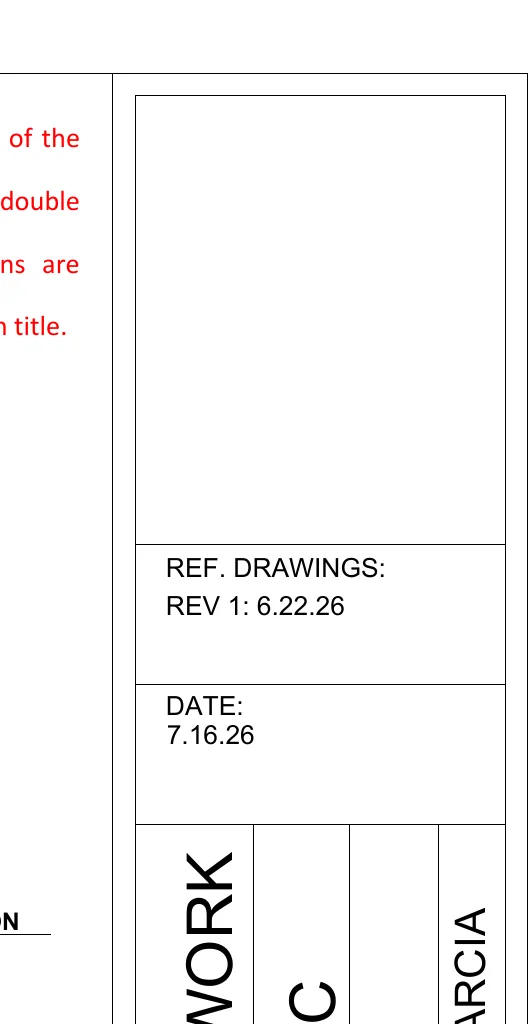 of the
double
ns are
n title.
REF. DRAWINGS:
REV 1: 6.22.26
DATE:
7.16.26
ON
WORK
C
ARCIA